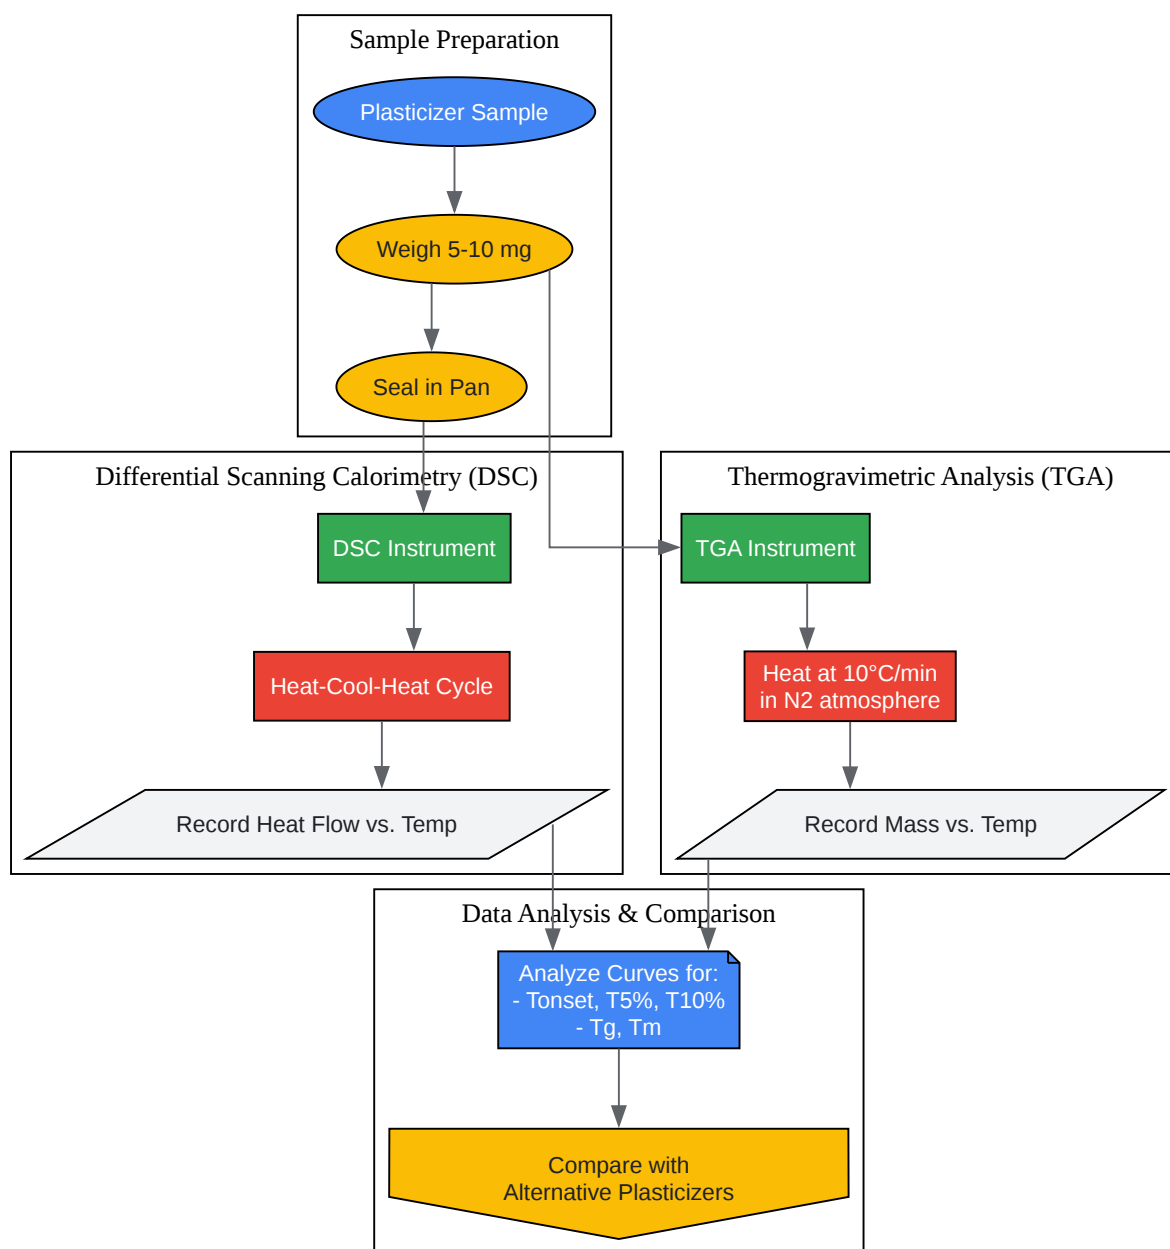 Sample Preparation
Plasticizer Sample
Weigh 5-10 mg
Seal in Pan
Differential Scanning Calorimetry (DSC)
DSC Instrument
Heat-Cool-Heat Cycle
Record Heat Flow vs. Temp
Thermogravimetric Analysis (TGA)
TGA Instrument
Heat at 10°C/min
in N2 atmosphere
Record Mass vs. Temp
Data Analysis & Comparison
Analyze Curves for:
- Tonset, T5%, T10%
- Tg, Tm
Compare with
Alternative Plasticizers